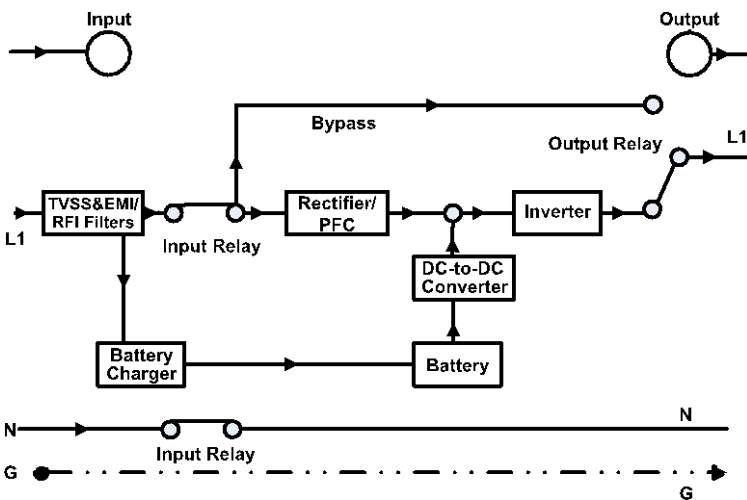 Input
Output
Bypass
Output Relay
L1
TVSS&EMI/
RFI Filters
Rectifier/
PFC
Inverter
L1
Input Relay
DC-to-DC
Converter
Battery
Charger
Battery
N
N
Input Relay
G
G